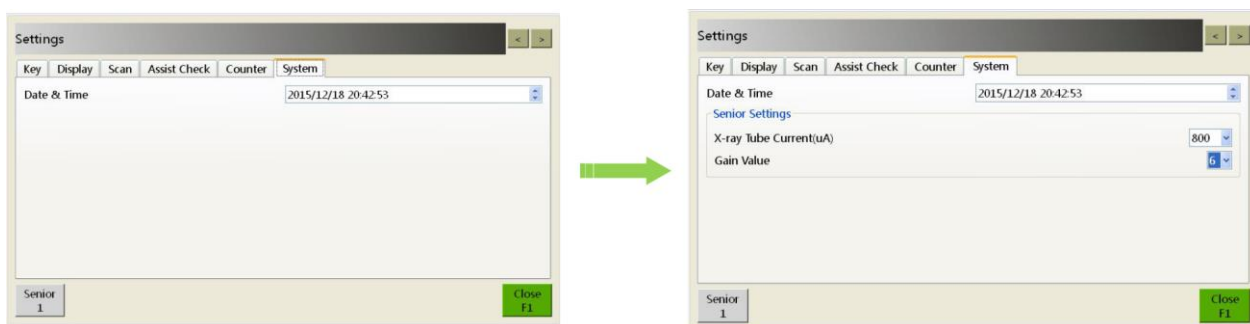 Settings
< >
Key Display Scan Assist Check Counter System
Date & Time 2015/12/18 20:42:53
Senior
1
Close
F1
Settings
< >
Key Display Scan Assist Check Counter System
Date & Time 2015/12/18 20:42:53
Senior Settings
X-ray Tube Current(uA) 800
Gain Value 6
Senior
1
Close
F1